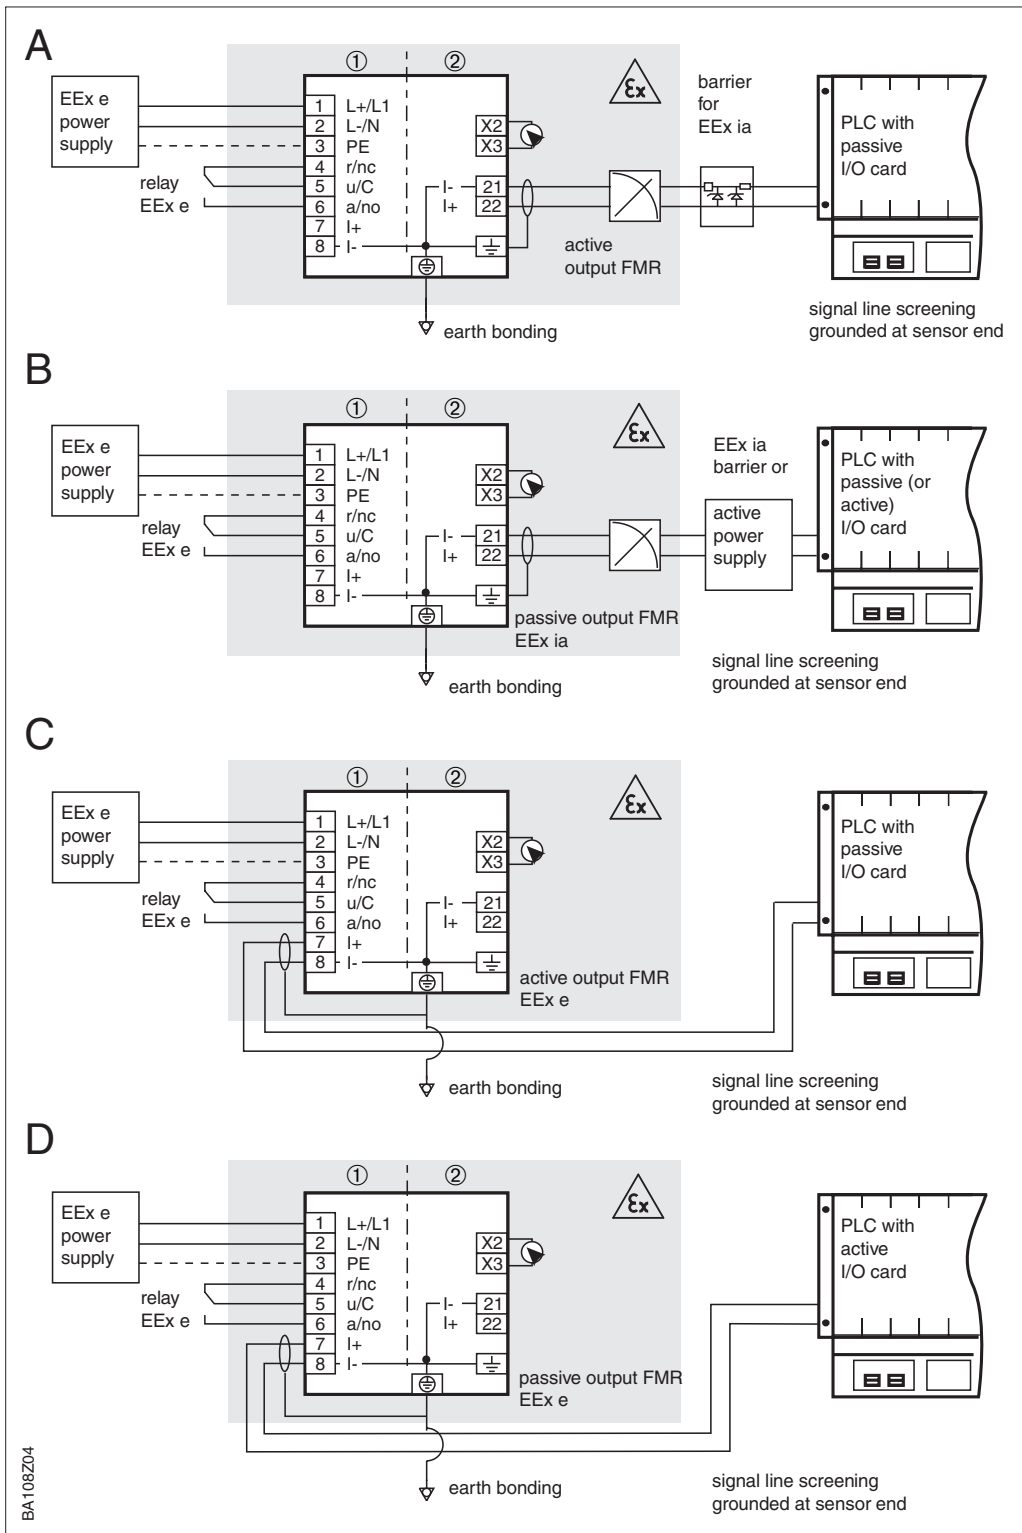 A
① ②
EEx e
power
supply
relay
EEx e
1 L+/L1
2 L-/N
3 PE
4 r/nc
5 u/C
6 a/no
7 I+
8 I-
X2
X3
I- 21
I+ 22
εx
barrier
for
EEx ia
active
output FMR
PLC with
passive
I/O card
earth bonding
signal line screening
grounded at sensor end
B
① ②
EEx e
power
supply
relay
EEx e
1 L+/L1
2 L-/N
3 PE
4 r/nc
5 u/C
6 a/no
7 I+
8 I-
X2
X3
I- 21
I+ 22
εx
EEx ia
barrier or
active
power
supply
passive output FMR
EEx ia
PLC with
passive (or
active)
I/O card
earth bonding
signal line screening
grounded at sensor end
C
① ②
EEx e
power
supply
relay
EEx e
1 L+/L1
2 L-/N
3 PE
4 r/nc
5 u/C
6 a/no
7 I+
8 I-
X2
X3
I- 21
I+ 22
εx
active output FMR
EEx e
PLC with
passive
I/O card
earth bonding
signal line screening
grounded at sensor end
D
① ②
EEx e
power
supply
relay
EEx e
1 L+/L1
2 L-/N
3 PE
4 r/nc
5 u/C
6 a/no
7 I+
8 I-
X2
X3
I- 21
I+ 22
εx
passive output FMR
EEx e
PLC with
active
I/O card
earth bonding
signal line screening
grounded at sensor end
BA108Z04